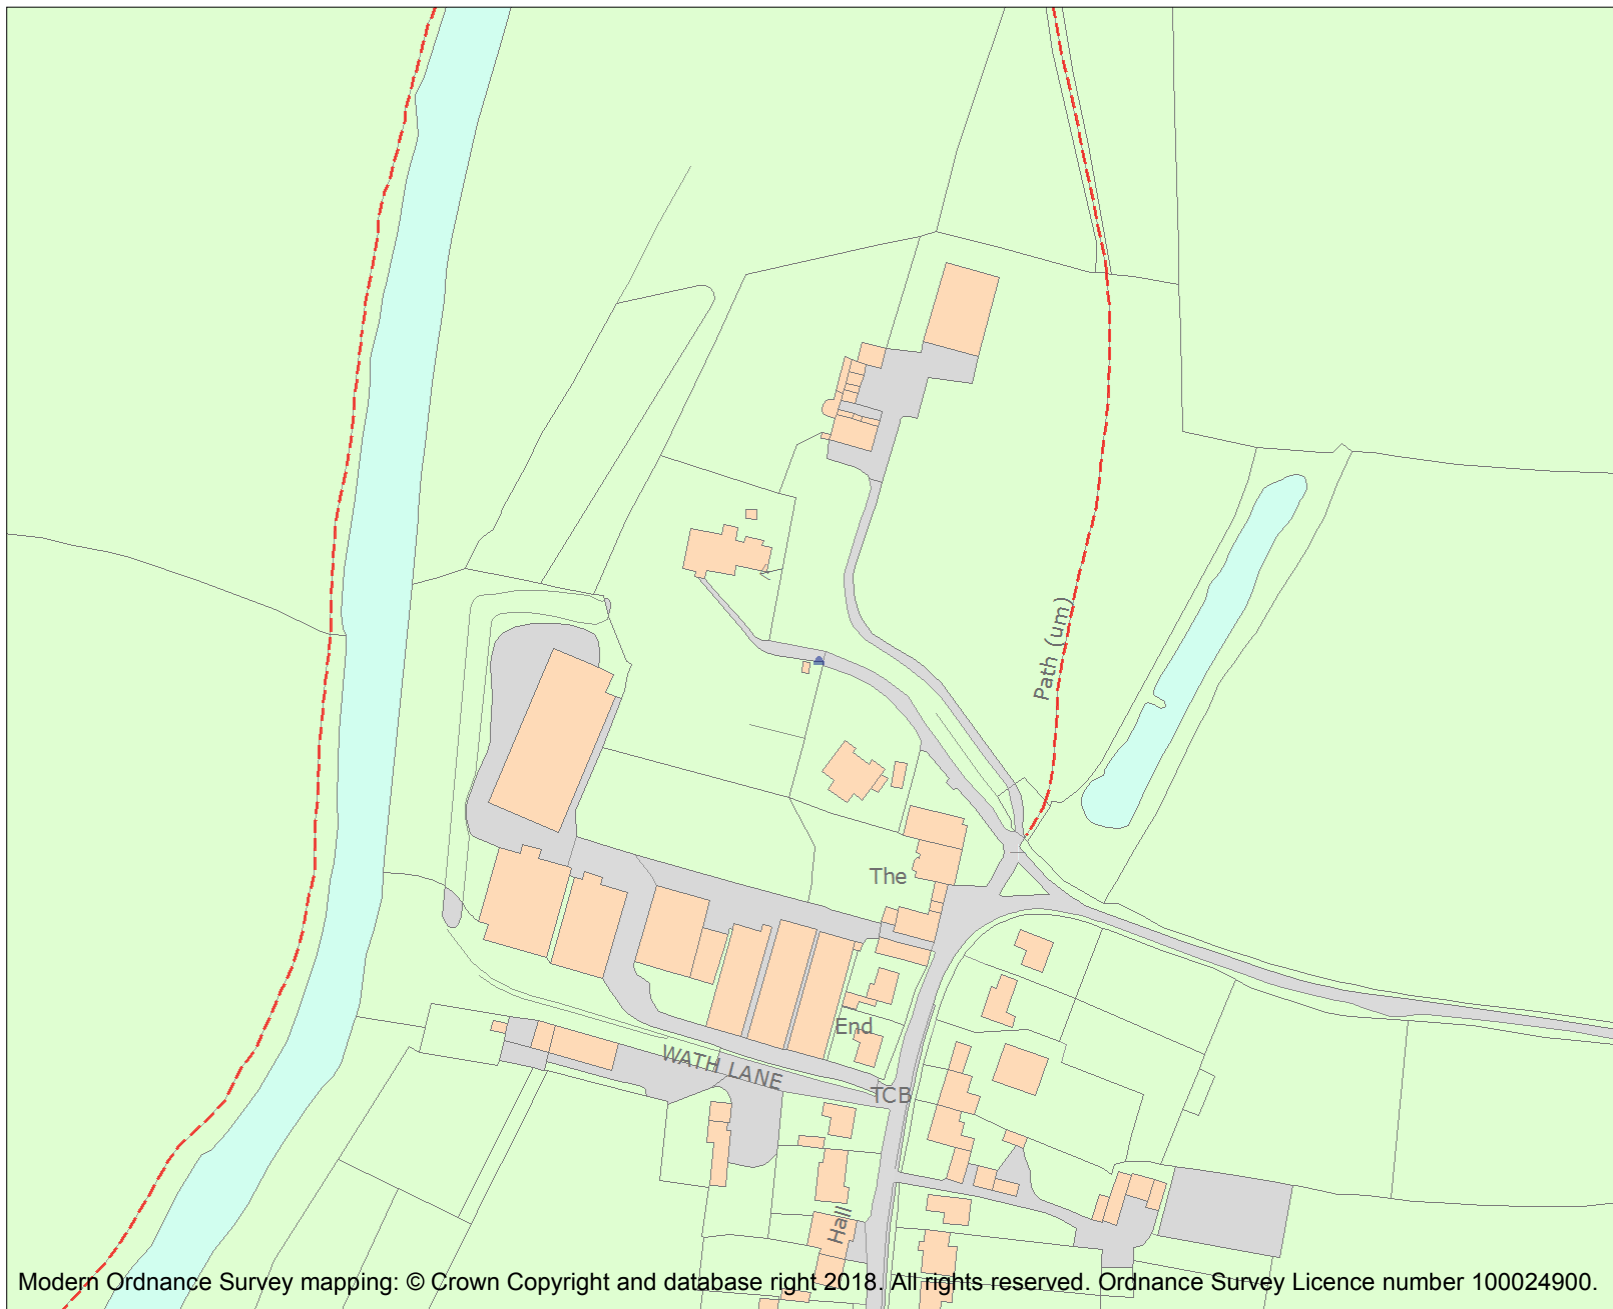 Path (um)
The
End
WATH LANE
TCB
Hall
Modern Ordnance Survey mapping: © Crown Copyright and database right 2018. All rights reserved. Ordnance Survey Licence number 100024900.